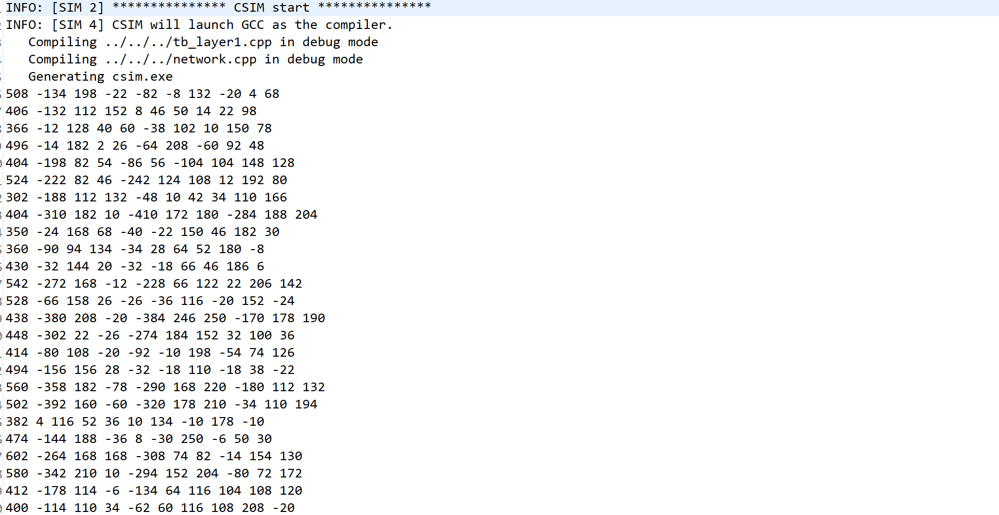 INFO: [SIM 2] *************** CSIM start ***************
INFO: [SIM 4] CSIM will launch GCC as the compiler.
   Compiling ../../../tb_layer1.cpp in debug mode
   Compiling ../../../network.cpp in debug mode
   Generating csim.exe
508 -134 198 -22 -82 -8 132 -20 4 68
406 -132 112 152 8 46 50 14 22 98
366 -12 128 40 60 -38 102 10 150 78
496 -14 182 2 26 -64 208 -60 92 48
404 -198 82 54 -86 56 -104 104 148 128
524 -222 82 46 -242 124 108 12 192 80
302 -188 112 132 -48 10 42 34 110 166
404 -310 182 10 -410 172 180 -284 188 204
350 -24 168 68 -40 -22 150 46 182 30
360 -90 94 134 -34 28 64 52 180 -8
430 -32 144 20 -32 -18 66 46 186 6
542 -272 168 -12 -228 66 122 22 206 142
528 -66 158 26 -26 -36 116 -20 152 -24
438 -380 208 -20 -384 246 250 -170 178 190
448 -302 22 -26 -274 184 152 32 100 36
414 -80 108 -20 -92 -10 198 -54 74 126
494 -156 156 28 -32 -18 110 -18 38 -22
560 -358 182 -78 -290 168 220 -180 112 132
502 -392 160 -60 -320 178 210 -34 110 194
382 4 116 52 36 10 134 -10 178 -10
474 -144 188 -36 8 -30 250 -6 50 30
602 -264 168 168 -308 74 82 -14 154 130
580 -342 210 10 -294 152 204 -80 72 172
412 -178 114 -6 -134 64 116 104 108 120
400 -114 110 34 -62 60 116 108 208 -20